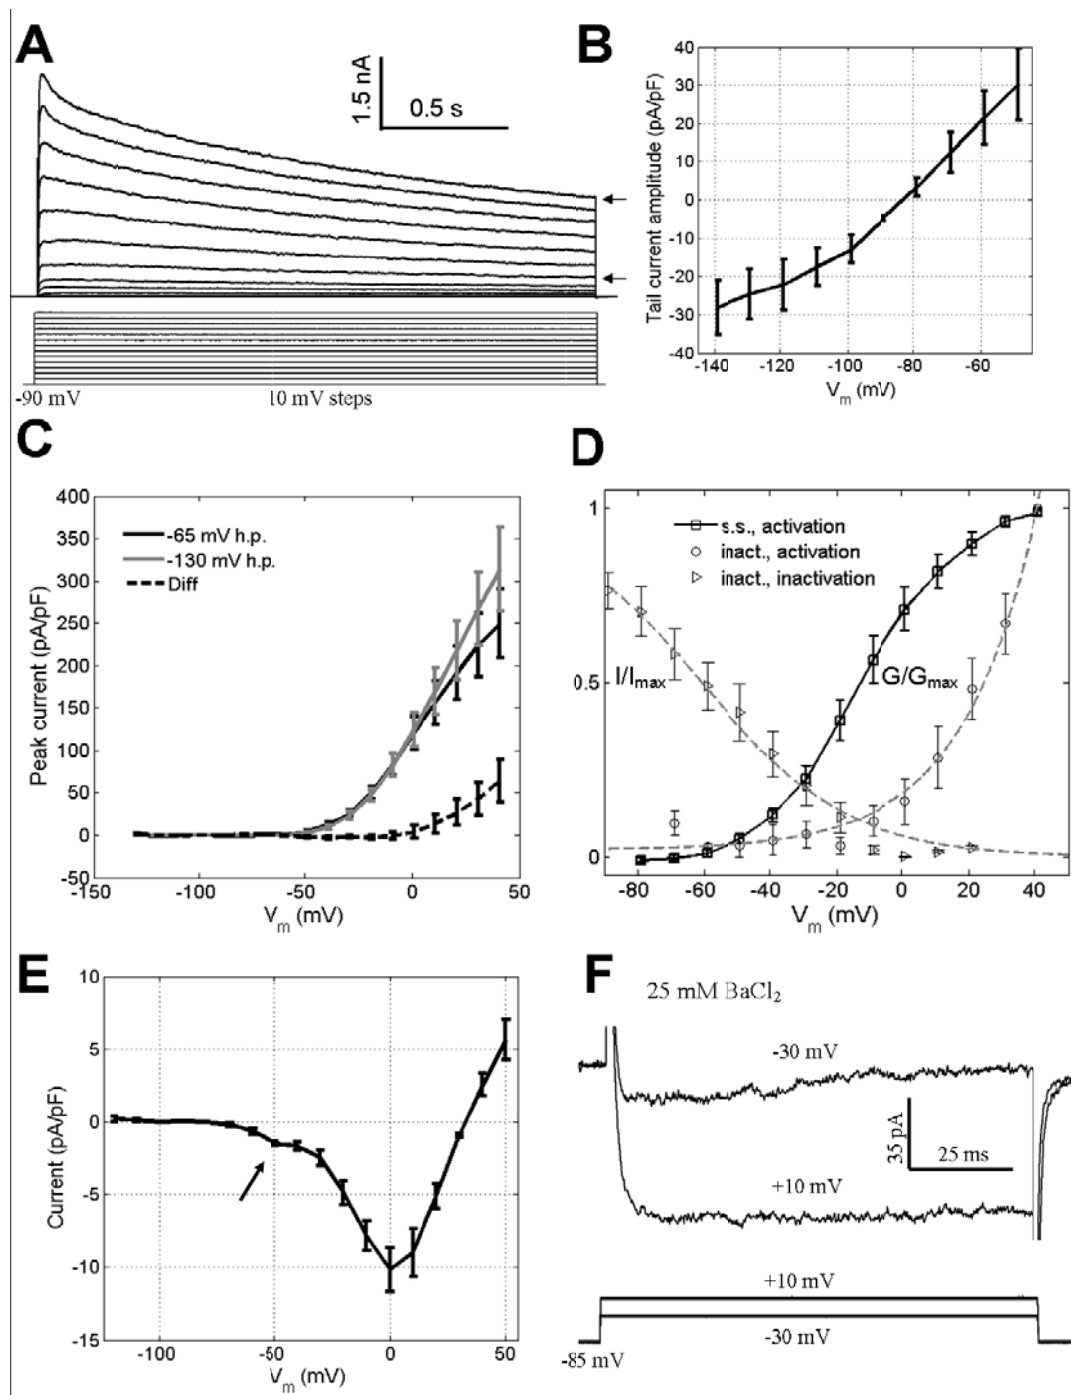 A
1.5 nA
0.5 s
-90 mV
10 mV steps
B
Tail current amplitude (pA/pF)
40
30
20
10
0
-10
-20
-30
-40
-140
-120
-100
-80
-60
V_m (mV)
C
Peak current (pA/pF)
400
350
300
250
200
150
100
50
0
-50
-65 mV h.p.
-130 mV h.p.
Diff
-150
-100
-50
0
50
V_m (mV)
D
1
0.5
0
s.s., activation
inact., activation
inact., inactivation
I/I_max
G/G_max
-80
-60
-40
-20
0
20
40
V_m (mV)
E
Current (pA/pF)
10
5
0
-5
-10
-15
-100
-50
0
50
V_m (mV)
F
25 mM BaCl₂
-30 mV
35 pA
25 ms
+10 mV
+10 mV
-30 mV
-85 mV